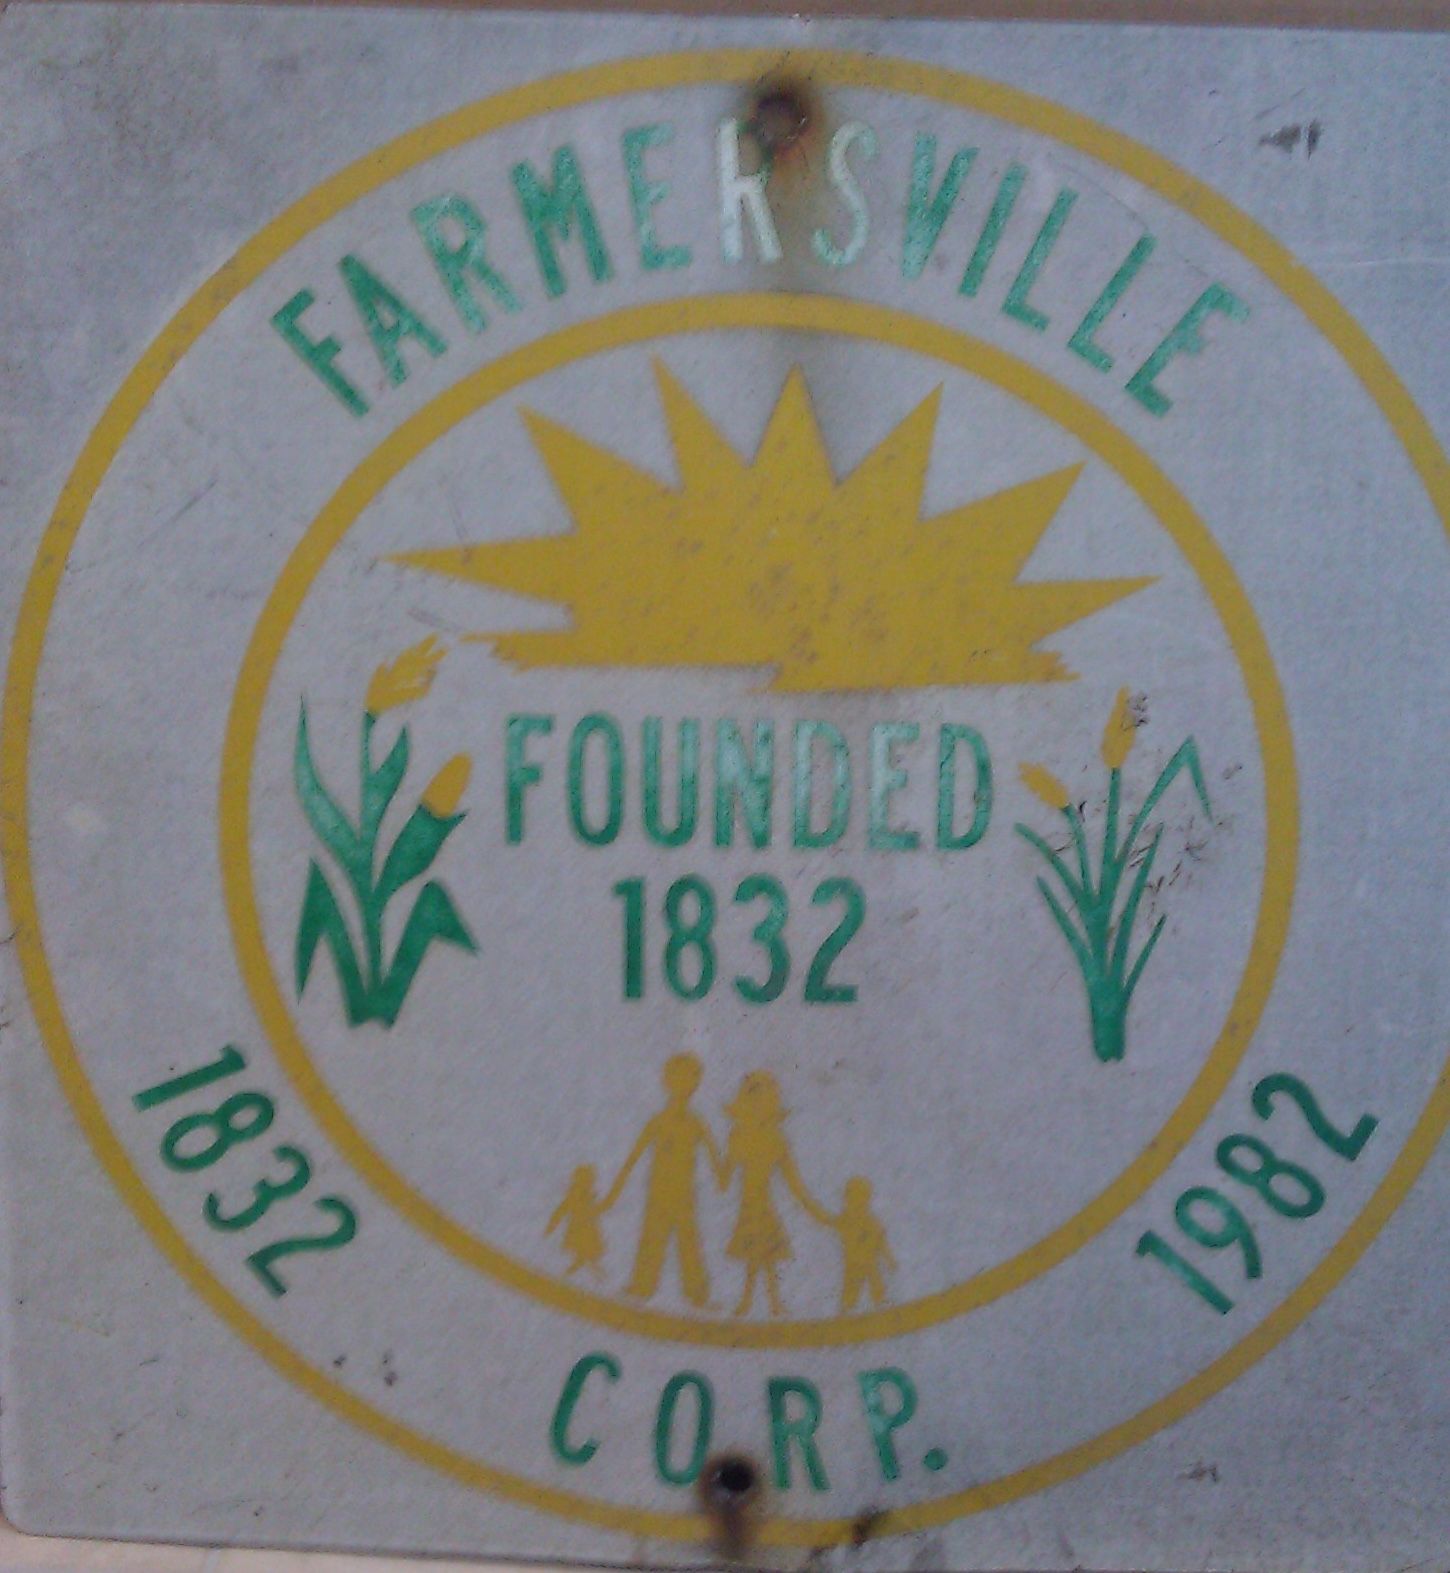 FARMERSVILLE
FOUNDED
1832
1832
1982
CORP.